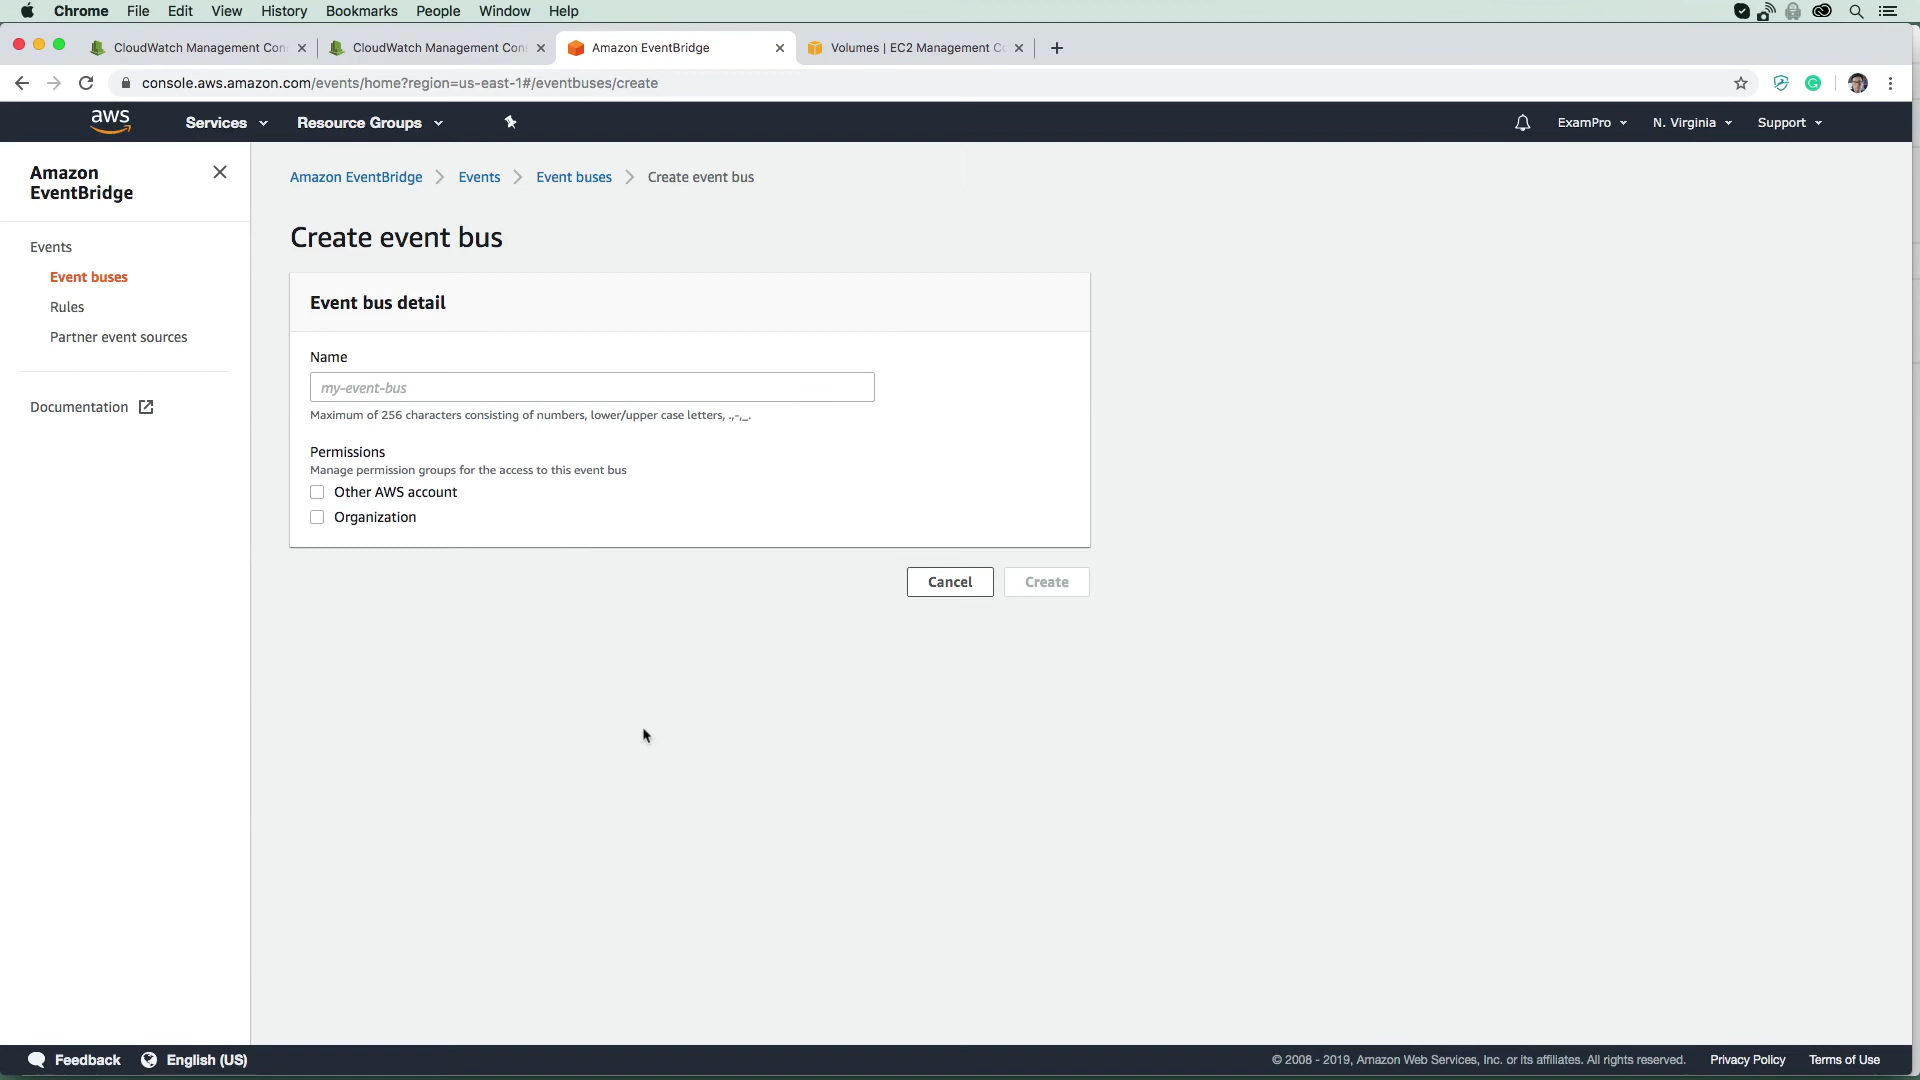 Chrome File Edit View History Bookmarks People Window Help
CloudWatch Management Con
CloudWatch Management Con
Amazon EventBridge
Volumes | EC2 Management C
console.aws.amazon.com/events/home?region=us-east-1#/eventbuses/create
aws Services Resource Groups ExamPro N. Virginia Support
Amazon
EventBridge
Events
Event buses
Rules
Partner event sources
Documentation
Amazon EventBridge Events Event buses Create event bus
Create event bus
Event bus detail
Name
my-event-bus
Maximum of 256 characters consisting of numbers, lower/upper case letters, .,-,_.
Permissions
Manage permission groups for the access to this event bus
Other AWS account
Organization
Cancel Create
Feedback English (US) © 2008 - 2019, Amazon Web Services, Inc. or its affiliates. All rights reserved. Privacy Policy Terms of Use